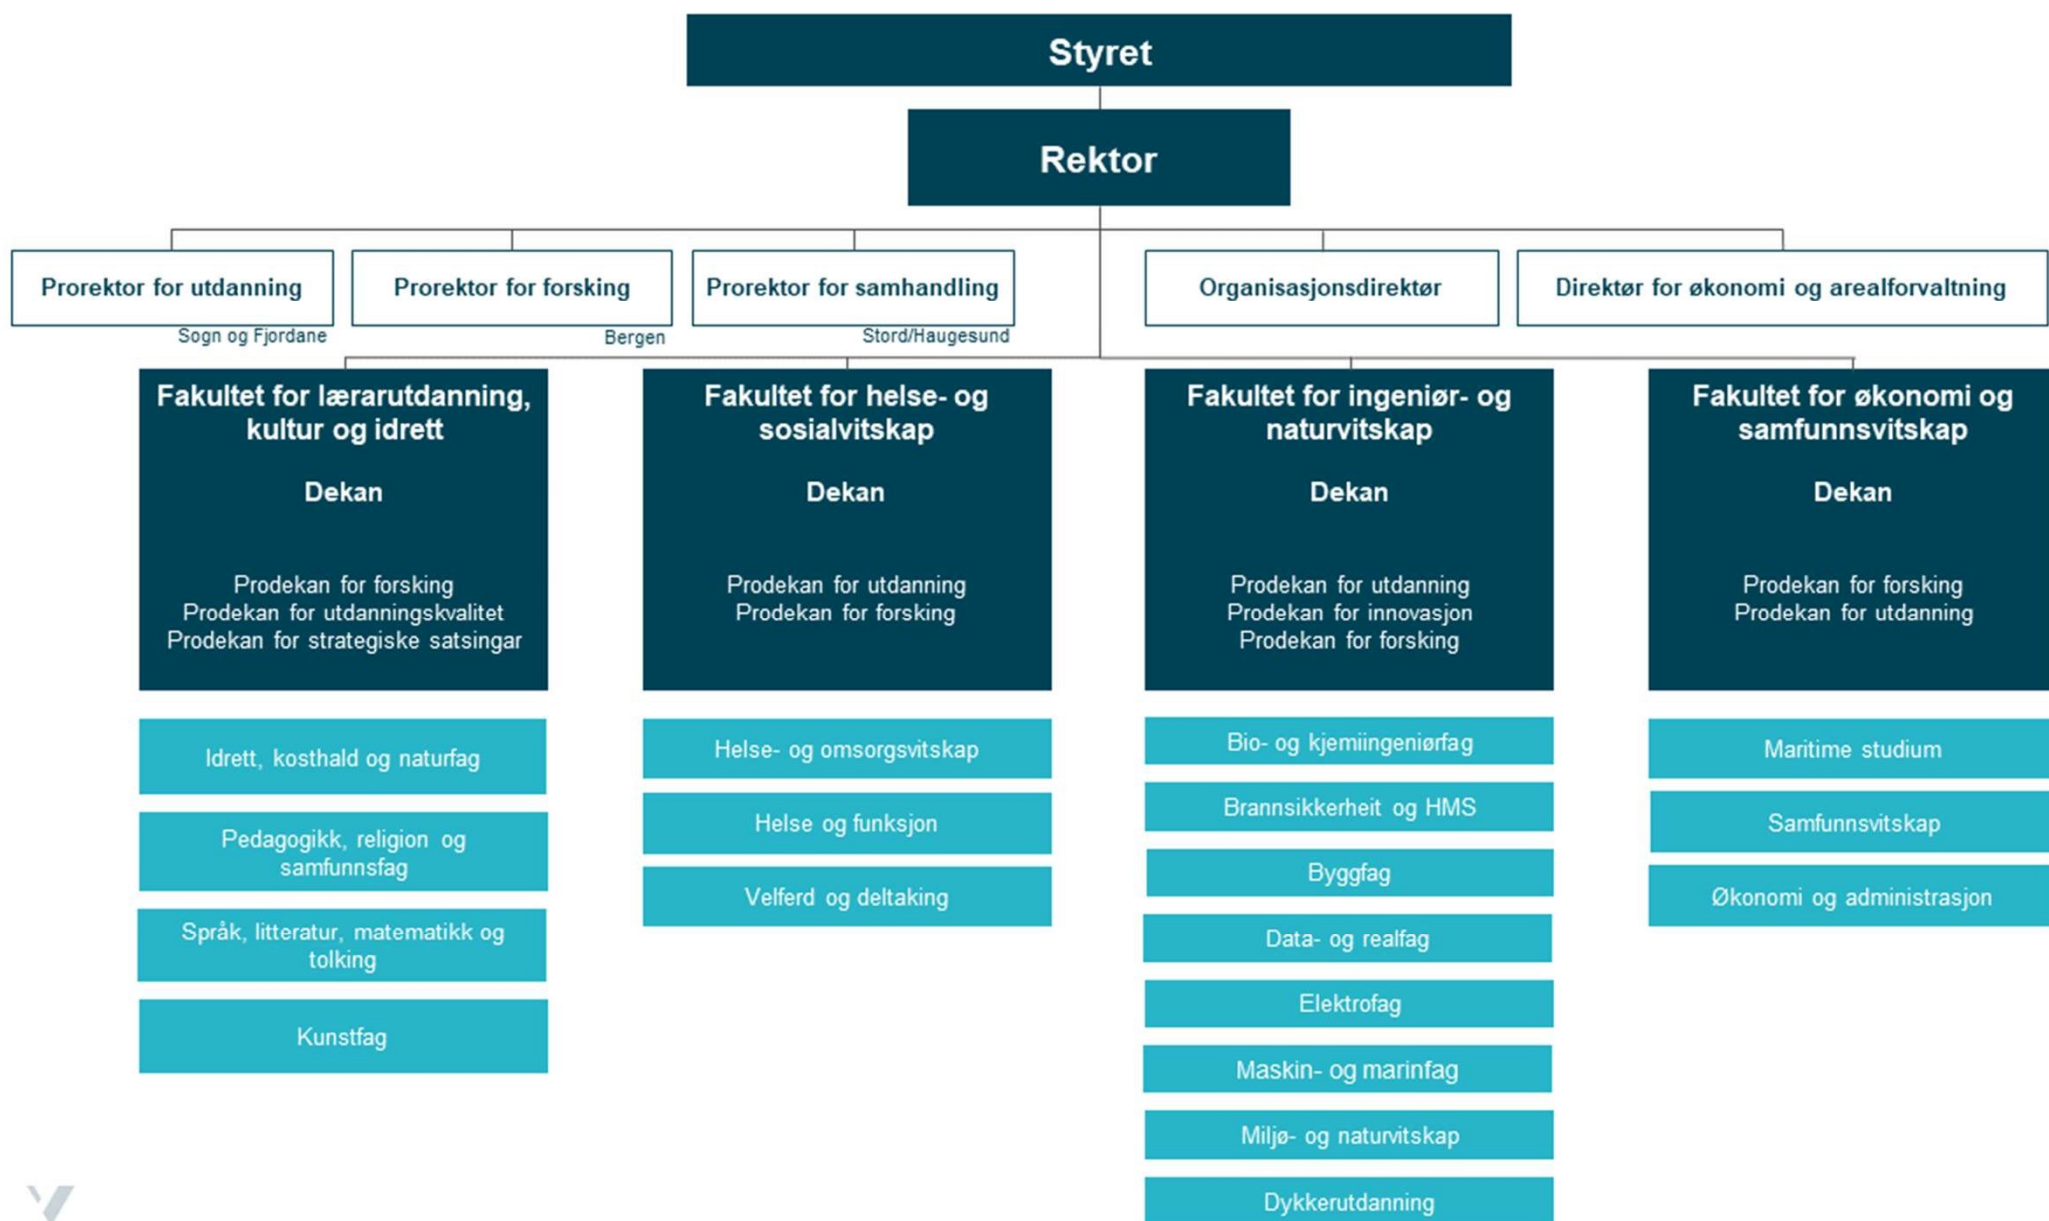 Styret
Rektor
Prorektor for utdanning
Sogn og Fjordane
Prorektor for forsking
Bergen
Prorektor for samhandling
Stord/Haugesund
Organisasjonsdirektør
Direktør for økonomi og arealforvaltning
Fakultet for lærarutdanning,
kultur og idrett
Dekan
Prodekan for forsking
Prodekan for utdanningskvalitet
Prodekan for strategiske satsingar
Idrett, kosthald og naturfag
Pedagogikk, religion og
samfunnsfag
Språk, litteratur, matematikk og
tolking
Kunstfag
Fakultet for helse- og
sosialvitskap
Dekan
Prodekan for utdanning
Prodekan for forsking
Helse- og omsorgsvitskap
Helse og funksjon
Velferd og deltaking
Fakultet for ingeniør- og
naturvitskap
Dekan
Prodekan for utdanning
Prodekan for innovasjon
Prodekan for forsking
Bio- og kjemiingeniørfag
Brannsikkerheit og HMS
Byggfag
Data- og realfag
Elektrofag
Maskin- og marinfag
Miljø- og naturvitskap
Dykkerutdanning
Fakultet for økonomi og
samfunnsvitskap
Dekan
Prodekan for forsking
Prodekan for utdanning
Maritime studium
Samfunnsvitskap
Økonomi og administrasjon